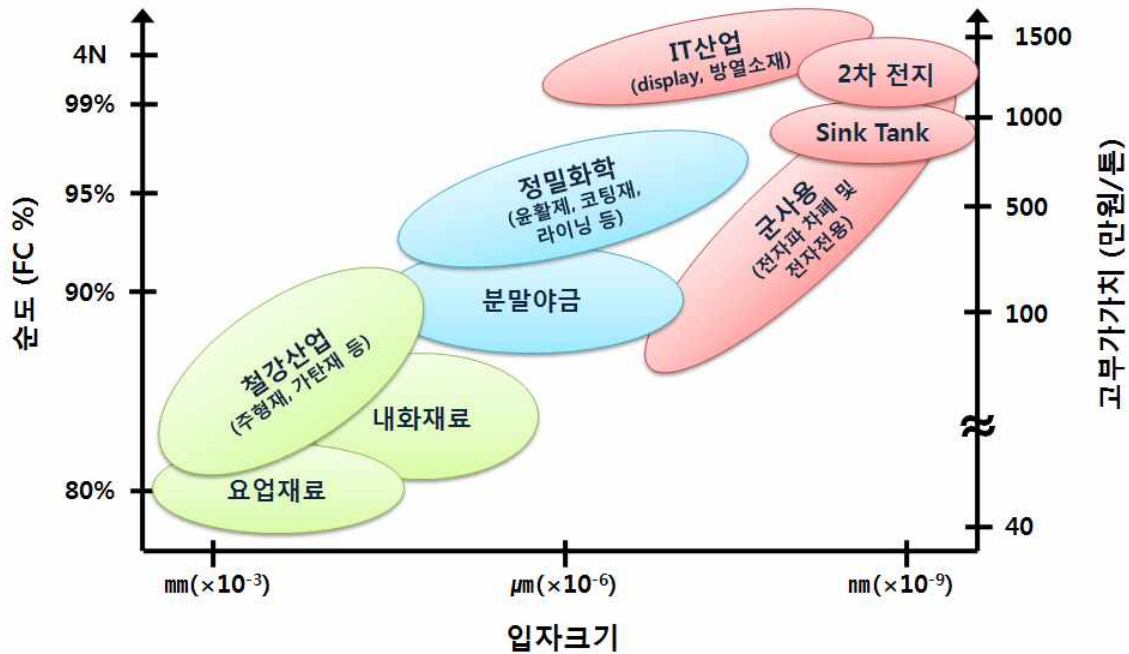 4N
99%
95%
90%
80%
순도 (FC %)
IT산업
(display, 방열소재)
2차 전지
Sink Tank
정밀화학
(윤활제, 코팅재,
라이닝 등)
군사용
(전자파 차폐 및
전자전용)
분말야금
철강산업
(주형재, 가탄재 등)
내화재료
요업재료
1500
1000
500
100
40
고부가가치 (만원/톤)
mm(×10-3)
μm(×10-6)
nm(×10-9)
입자크기